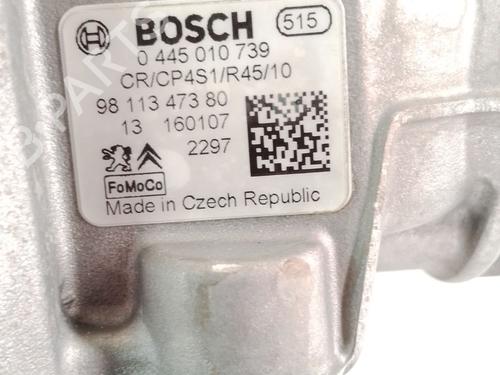 BOSCH 515
0 445 010 739
CR/CP4S1/R45/10
98 113 473 80
13 160107
2297
FoMoCo
Made in Czech Republic